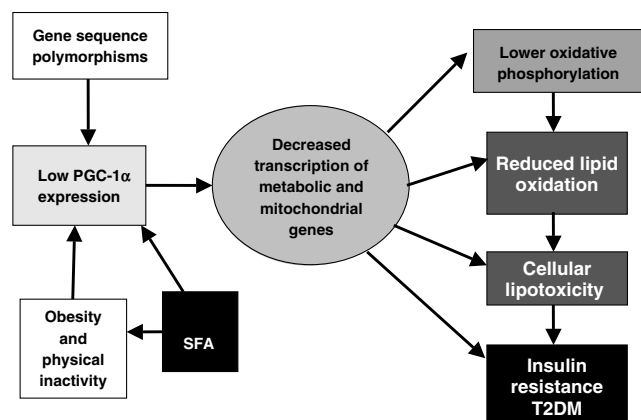 Gene sequence
polymorphisms
Low PGC-1α
expression
Obesity
and
physical
inactivity
SFA
Decreased
transcription of
metabolic and
mitochondrial
genes
Lower oxidative
phosphorylation
Reduced lipid
oxidation
Cellular
lipotoxicity
Insulin
resistance
T2DM